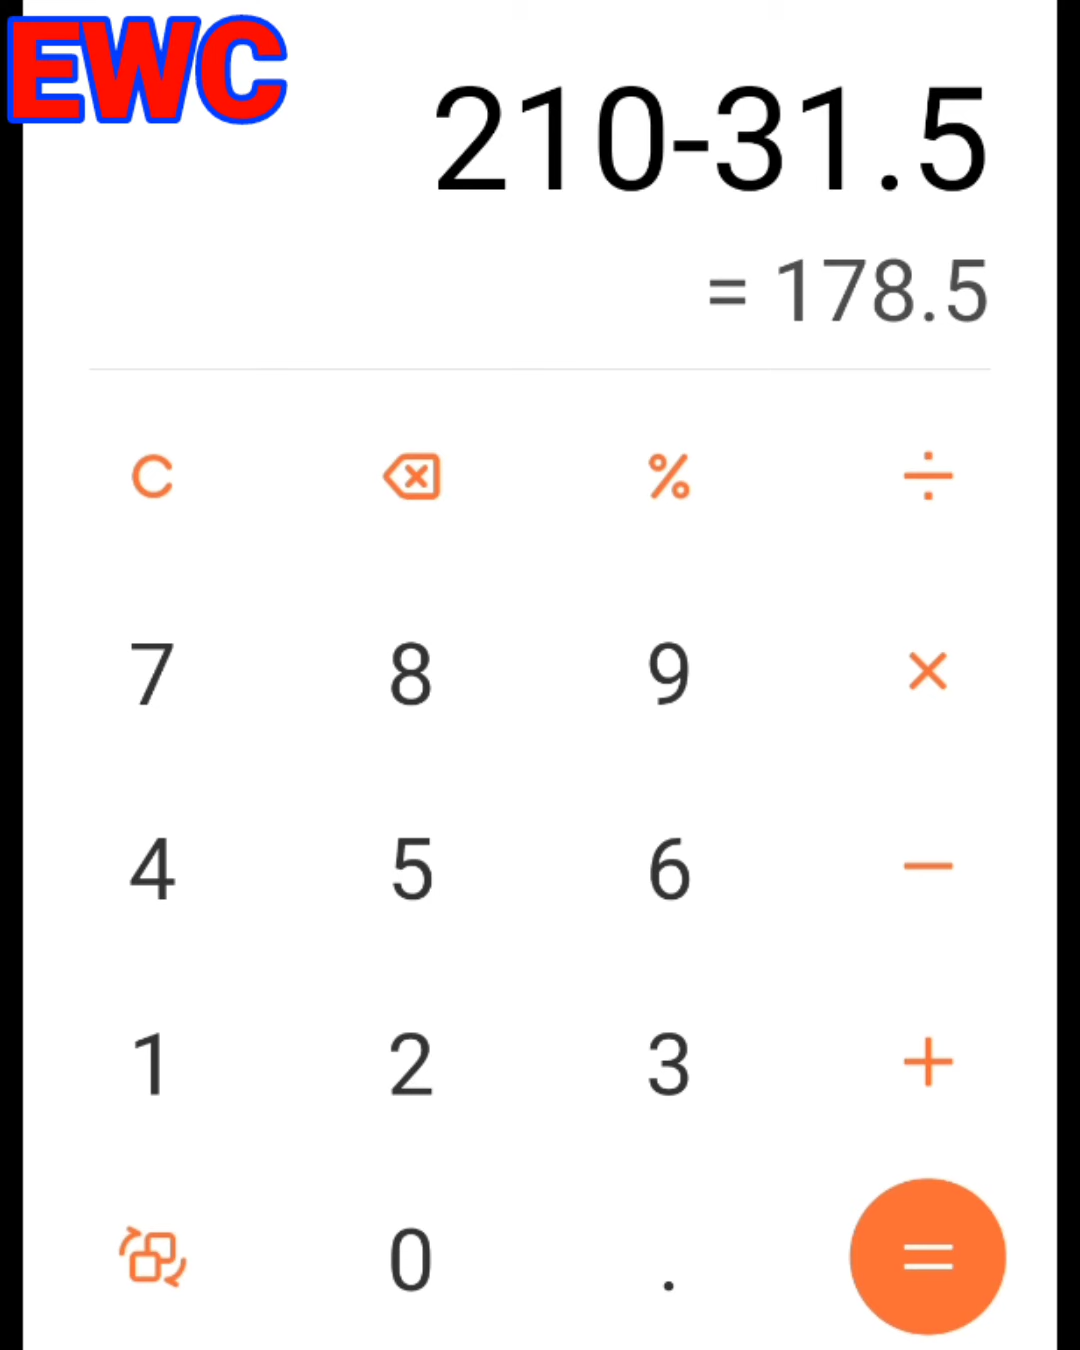 EWC
210-31.5
= 178.5
C % ÷
7 8 9 ×
4 5 6 −
1 2 3 +
0 . =